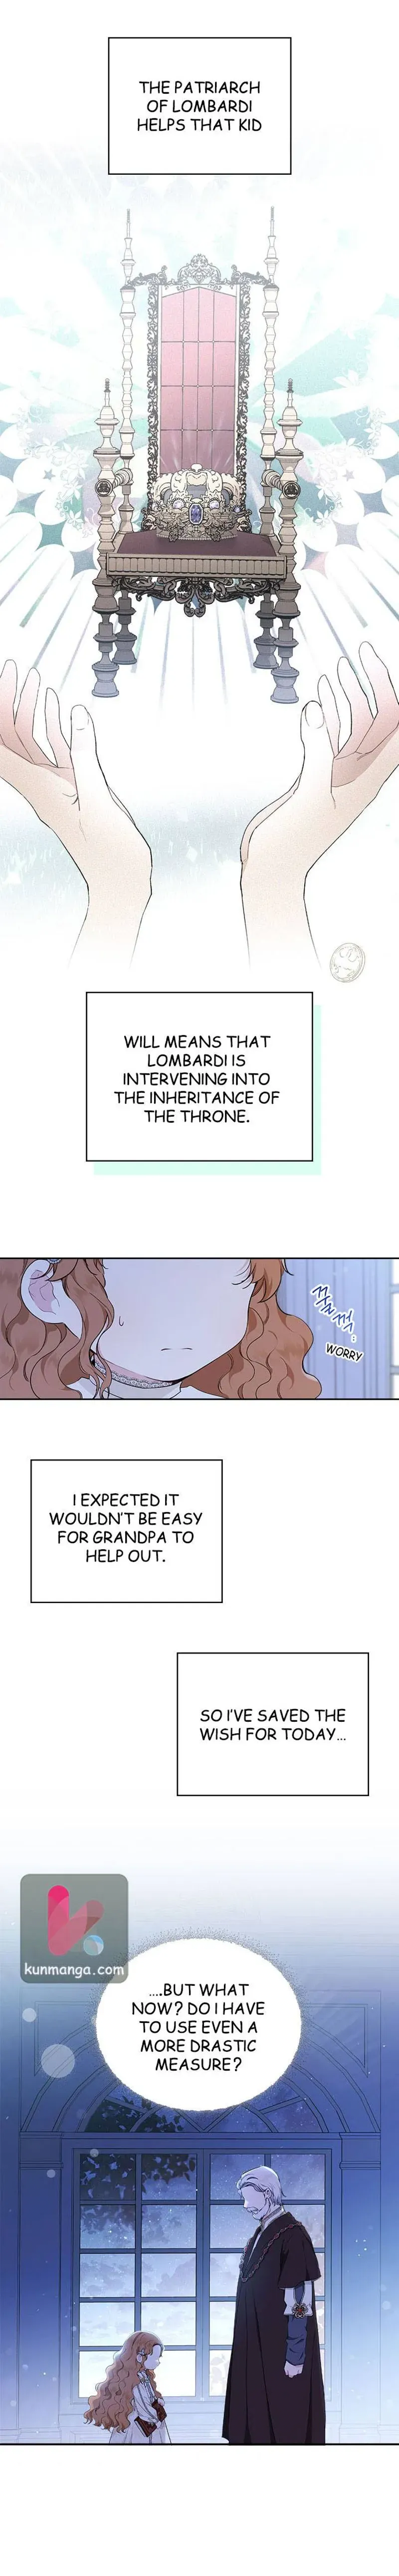 THE PATRIARCH
OF LOMBARDI
HELPS THAT KID
WILL MEANS THAT
LOMBARDI IS
INTERVENING INTO
THE INHERITANCE OF
THE THRONE.
WORRY
I EXPECTED IT
WOULDN'T BE EASY
FOR GRANDPA TO
HELP OUT.
SO I'VE SAVED THE
WISH FOR TODAY...
kunmanga.com
....BUT WHAT
NOW? DO I HAVE
TO USE EVEN A
MORE DRASTIC
MEASURE?